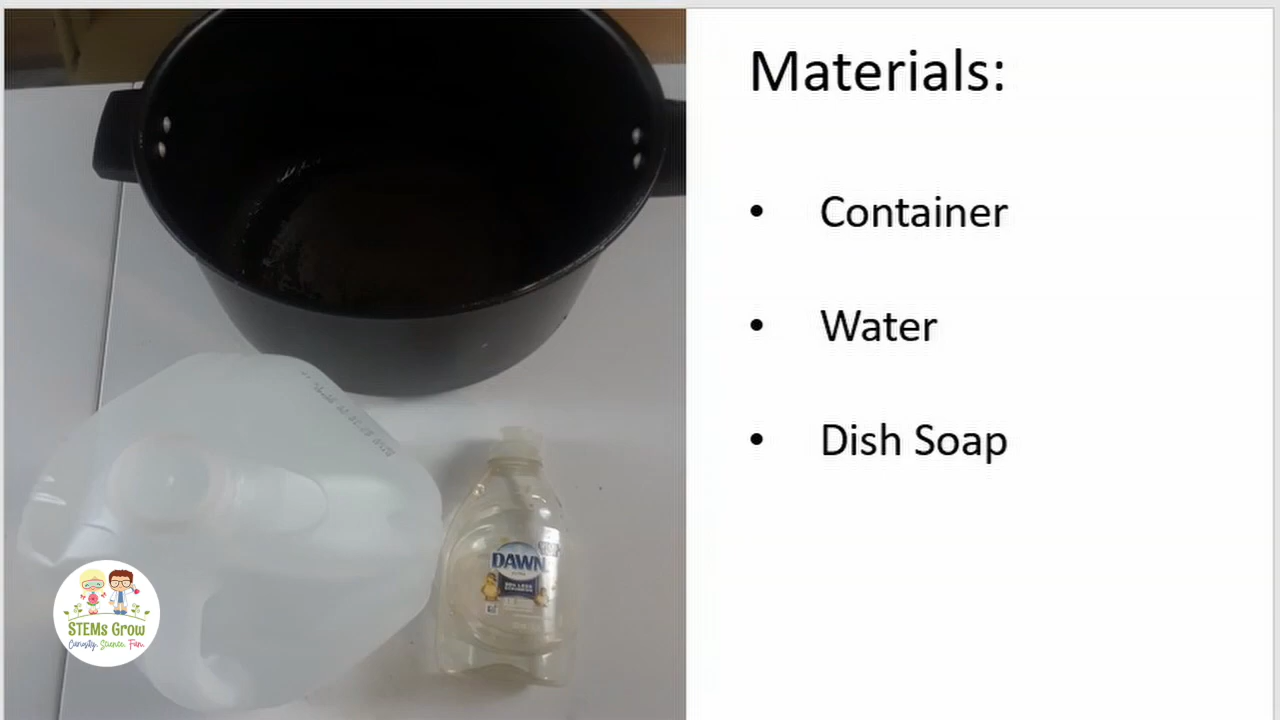 Materials:
• Container
• Water
• Dish Soap
DAWN
STEMs Grow
Curiosity. Science. Fun.